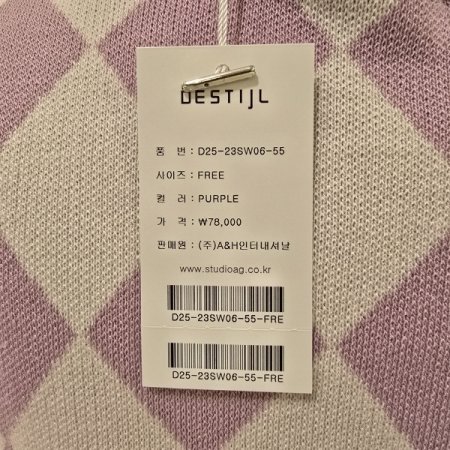 DESTIJL
품 번 : D25-23SW06-55
사이즈 : FREE
컬 러 : PURPLE
가 격 : ₩78,000
판매원 : (주)A&H인터내셔날
www.studioag.co.kr
D25-23SW06-55-FRE
D25-23SW06-55-FRE